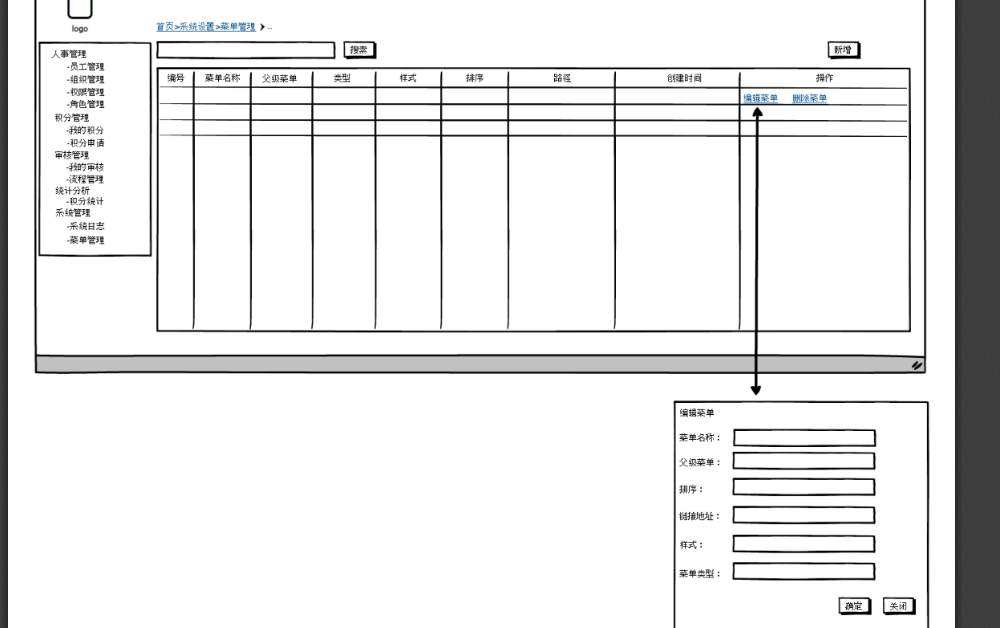 logo
首页>系统设置>菜单管理 > ...
搜索
新增
人事管理
-员工管理
-组织管理
-权限管理
-角色管理
积分管理
-我的积分
-积分申请
审核管理
-我的审核
-流程管理
统计分析
-积分统计
系统管理
-系统日志
-菜单管理
编号 菜单名称 父级菜单 类型 样式 排序 路径 创建时间 操作
编辑菜单 删除菜单
编辑菜单
菜单名称：
父级菜单：
排序：
链接地址：
样式：
菜单类型：
确定 关闭